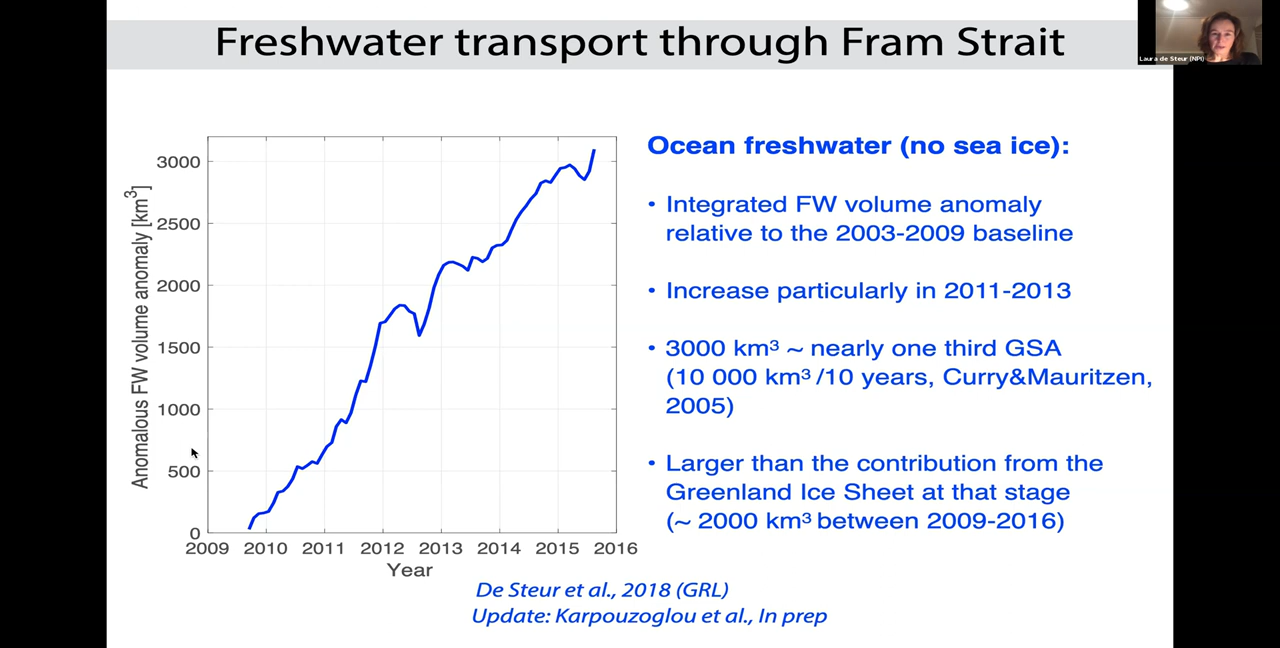 Freshwater transport through Fram Strait
Laura de Steur (NPI)
Ocean freshwater (no sea ice):
• Integrated FW volume anomaly
relative to the 2003-2009 baseline
• Increase particularly in 2011-2013
• 3000 km³ ~ nearly one third GSA
(10 000 km³ /10 years, Curry&Mauritzen,
2005)
• Larger than the contribution from the
Greenland Ice Sheet at that stage
(~ 2000 km³ between 2009-2016)
Anomalous FW volume anomaly [km³]
3000
2500
2000
1500
1000
500
0
2009 2010 2011 2012 2013 2014 2015 2016
Year
De Steur et al., 2018 (GRL)
Update: Karpouzoglou et al., In prep